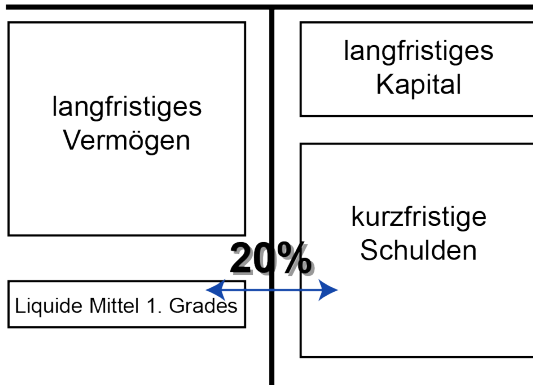 langfristiges
Vermögen
langfristiges
Kapital
kurzfristige
Schulden
20%
Liquide Mittel 1. Grades